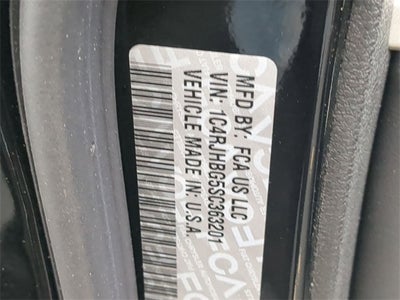 MFD BY: FCA US LLC
VIN: 1C4RJHBG5SC363201
VEHICLE MADE IN: U.S.A.